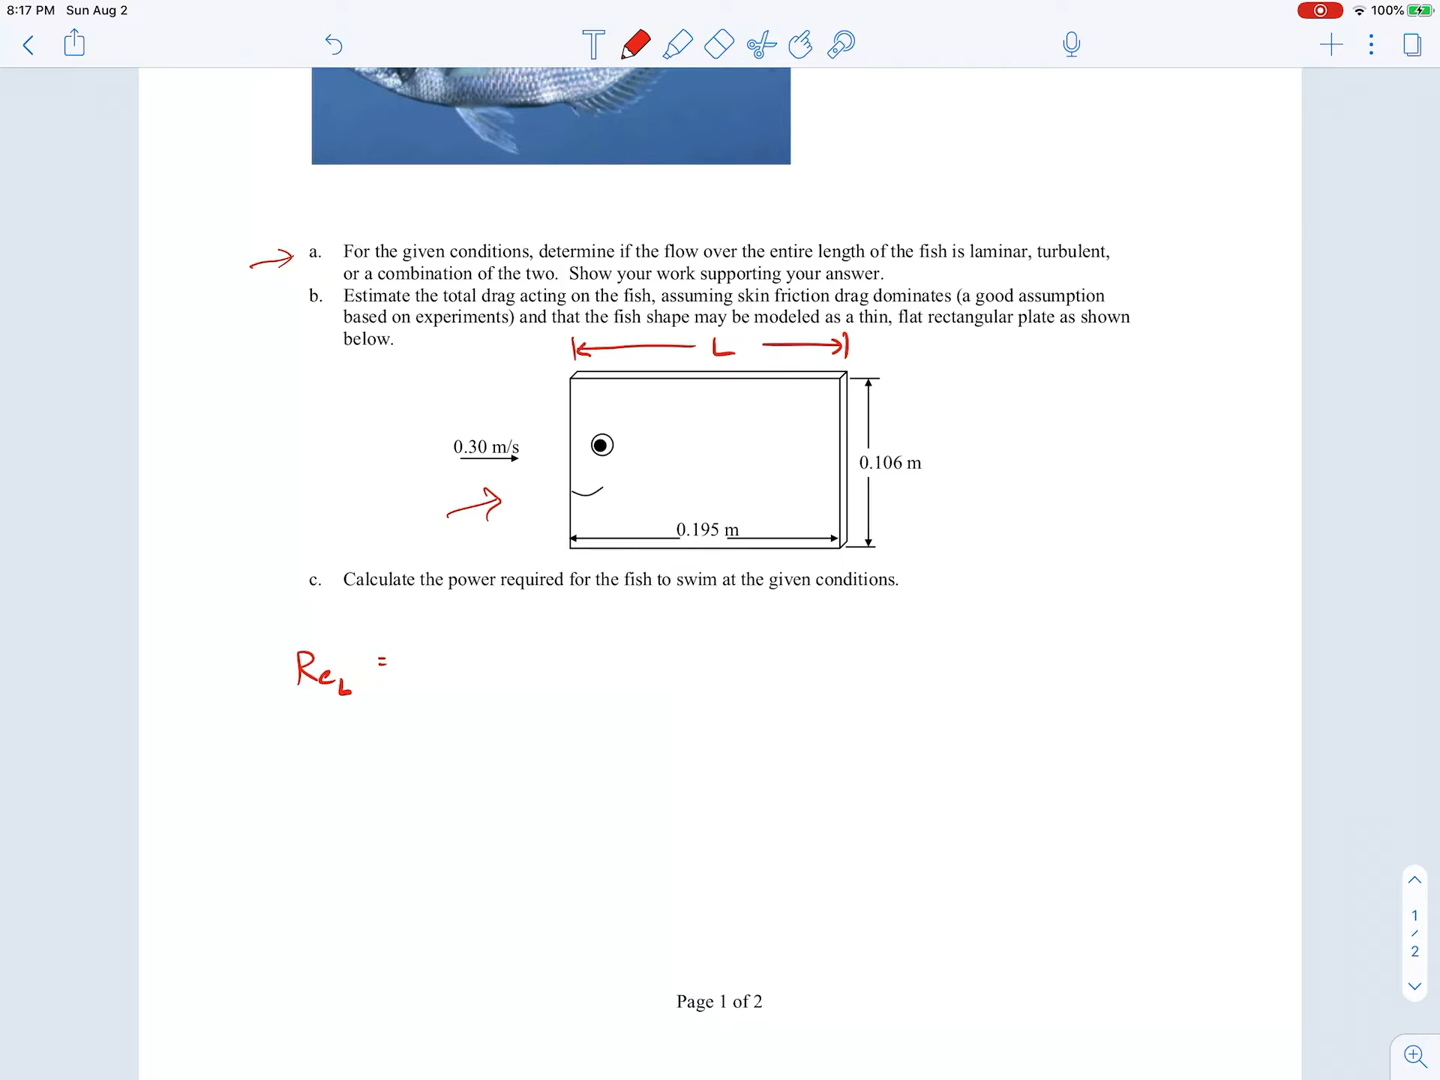 8:17 PM Sun Aug 2
100%
T
a. For the given conditions, determine if the flow over the entire length of the fish is laminar, turbulent,
or a combination of the two. Show your work supporting your answer.
b. Estimate the total drag acting on the fish, assuming skin friction drag dominates (a good assumption
based on experiments) and that the fish shape may be modeled as a thin, flat rectangular plate as shown
below.
L
0.30 m/s
0.106 m
0.195 m
c. Calculate the power required for the fish to swim at the given conditions.
Re_L =
1
/
2
Page 1 of 2